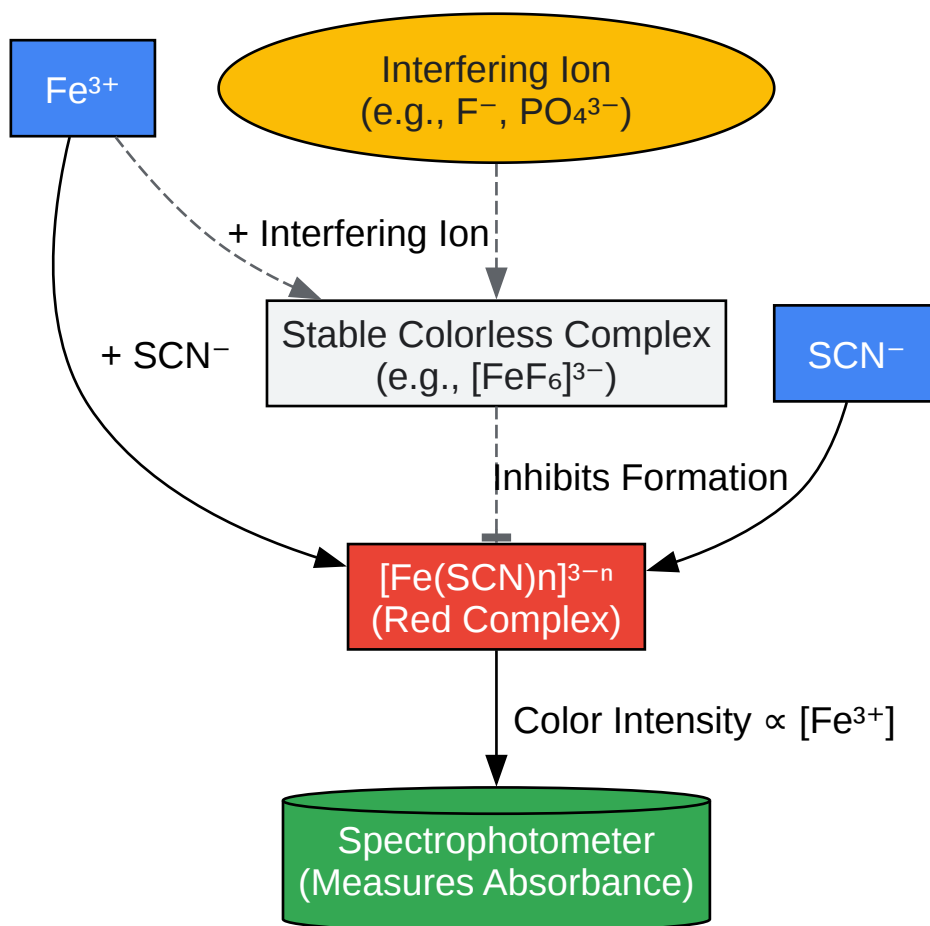 Fe³⁺
Interfering Ion
(e.g., F⁻, PO₄³⁻)
+ Interfering Ion
Stable Colorless Complex
(e.g., [FeF₆]³⁻)
+ SCN⁻
SCN⁻
Inhibits Formation
[Fe(SCN)n]³⁻ⁿ
(Red Complex)
Color Intensity ∝ [Fe³⁺]
Spectrophotometer
(Measures Absorbance)